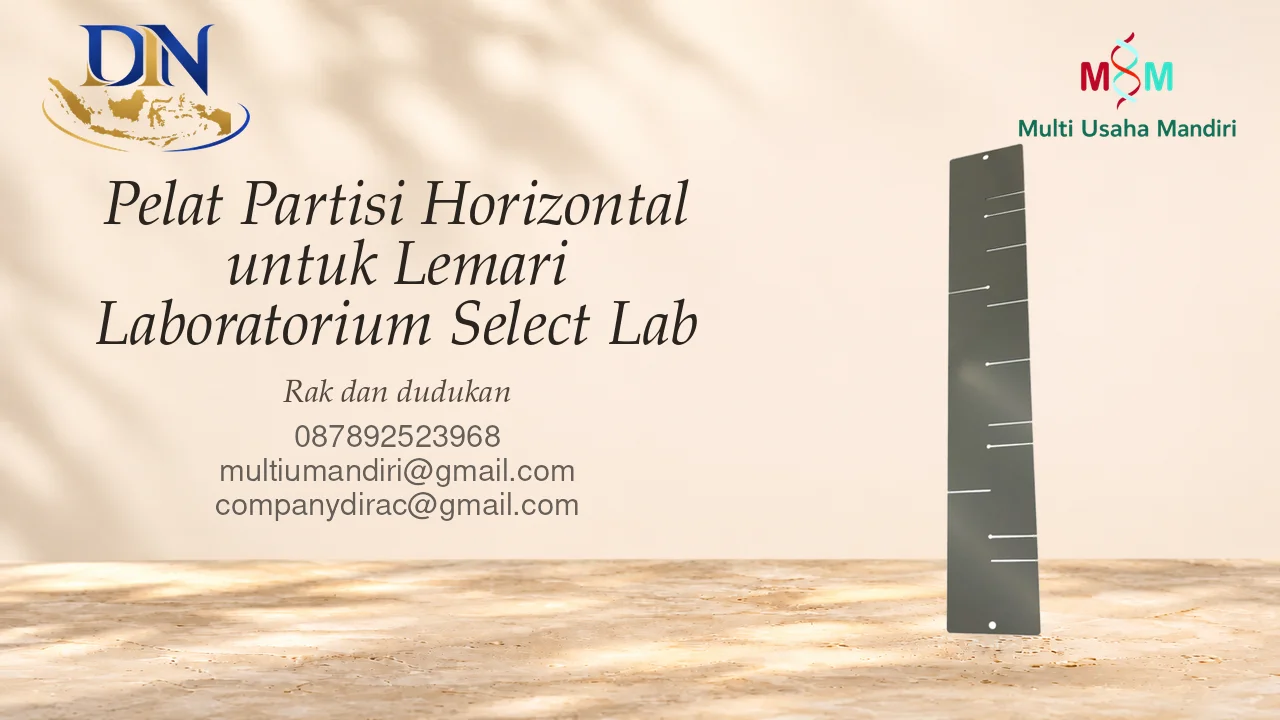 DIN
M M
Multi Usaha Mandiri
Pelat Partisi Horizontal
untuk Lemari
Laboratorium Select Lab
Rak dan dudukan
087892523968
multiumandiri@gmail.com
companydirac@gmail.com